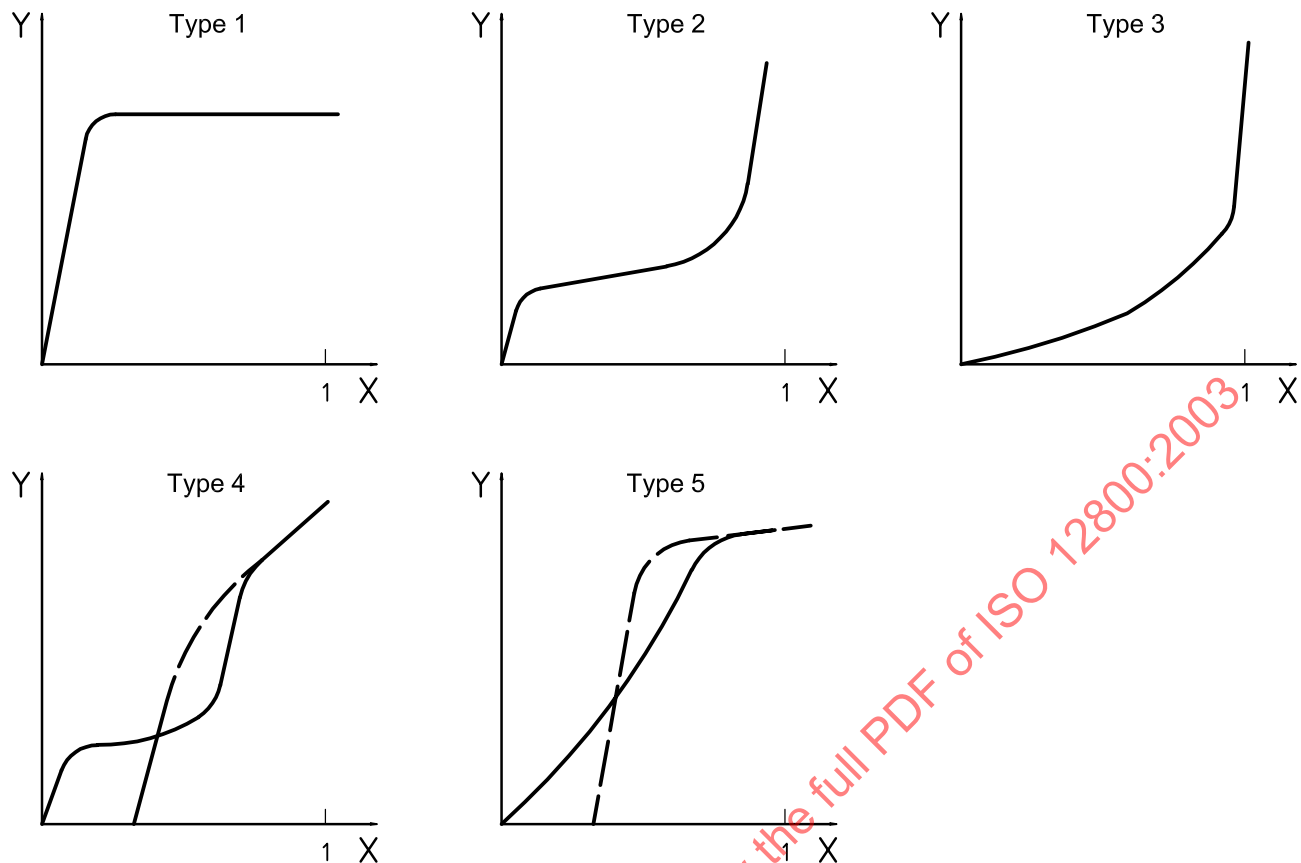 Y Type 1
1 X
Y Type 2
1 X
Y Type 3
1
Y Type 4
1 X
Y Type 5
1 X
X
the full PDF of ISO 12800:2003